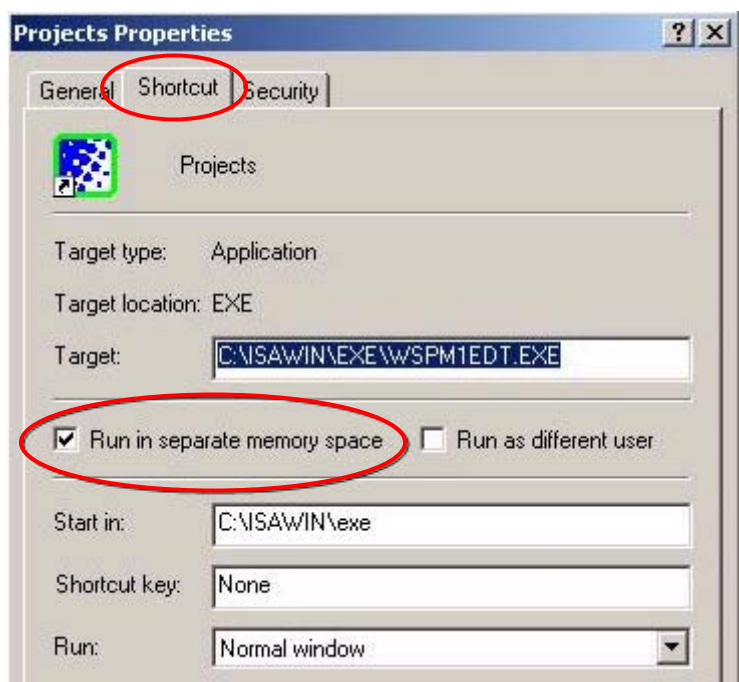 Projects Properties
General Shortcut Security
Projects
Target type: Application
Target location: EXE
Target: C:\ISAWIN\EXE\WSPM1EDT.EXE
Run in separate memory space Run as different user
Start in: C:\ISAWIN\exe
Shortcut key: None
Run: Normal window